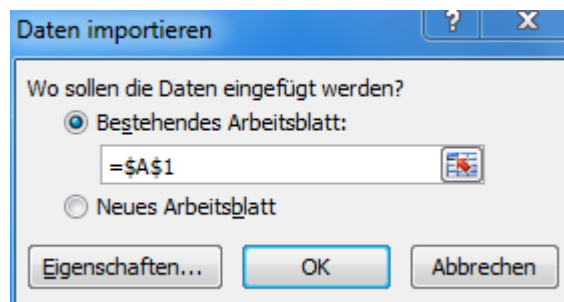 Daten importieren
?
X
Wo sollen die Daten eingefügt werden?
Bestehendes Arbeitsblatt:
=$A$1
Neues Arbeitsblatt
Eigenschaften... OK Abbrechen